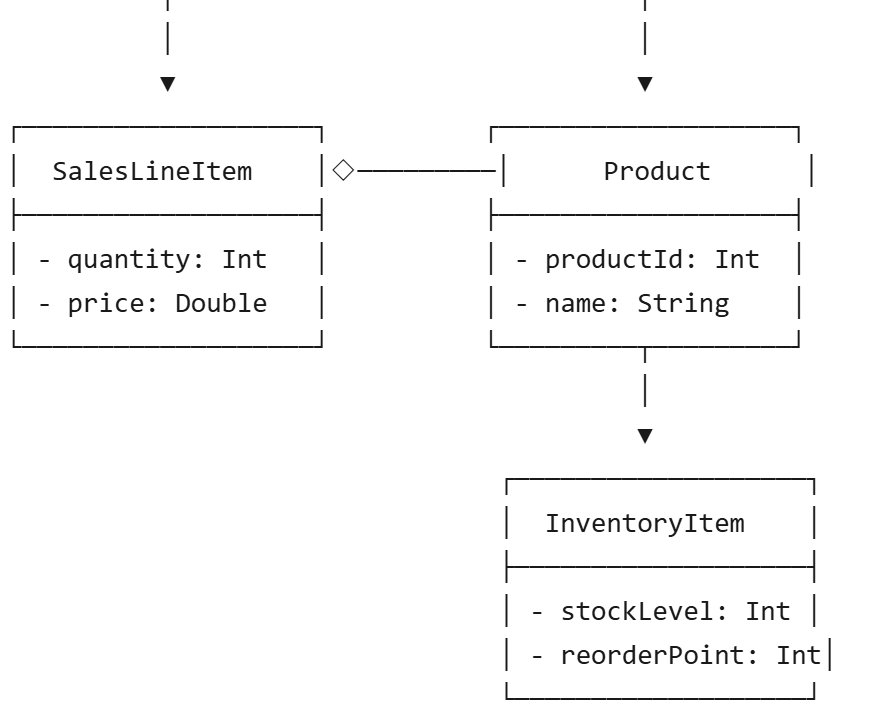 SalesLineItem
Product
- quantity: Int
- price: Double
- productId: Int
- name: String
InventoryItem
- stockLevel: Int
- reorderPoint: Int